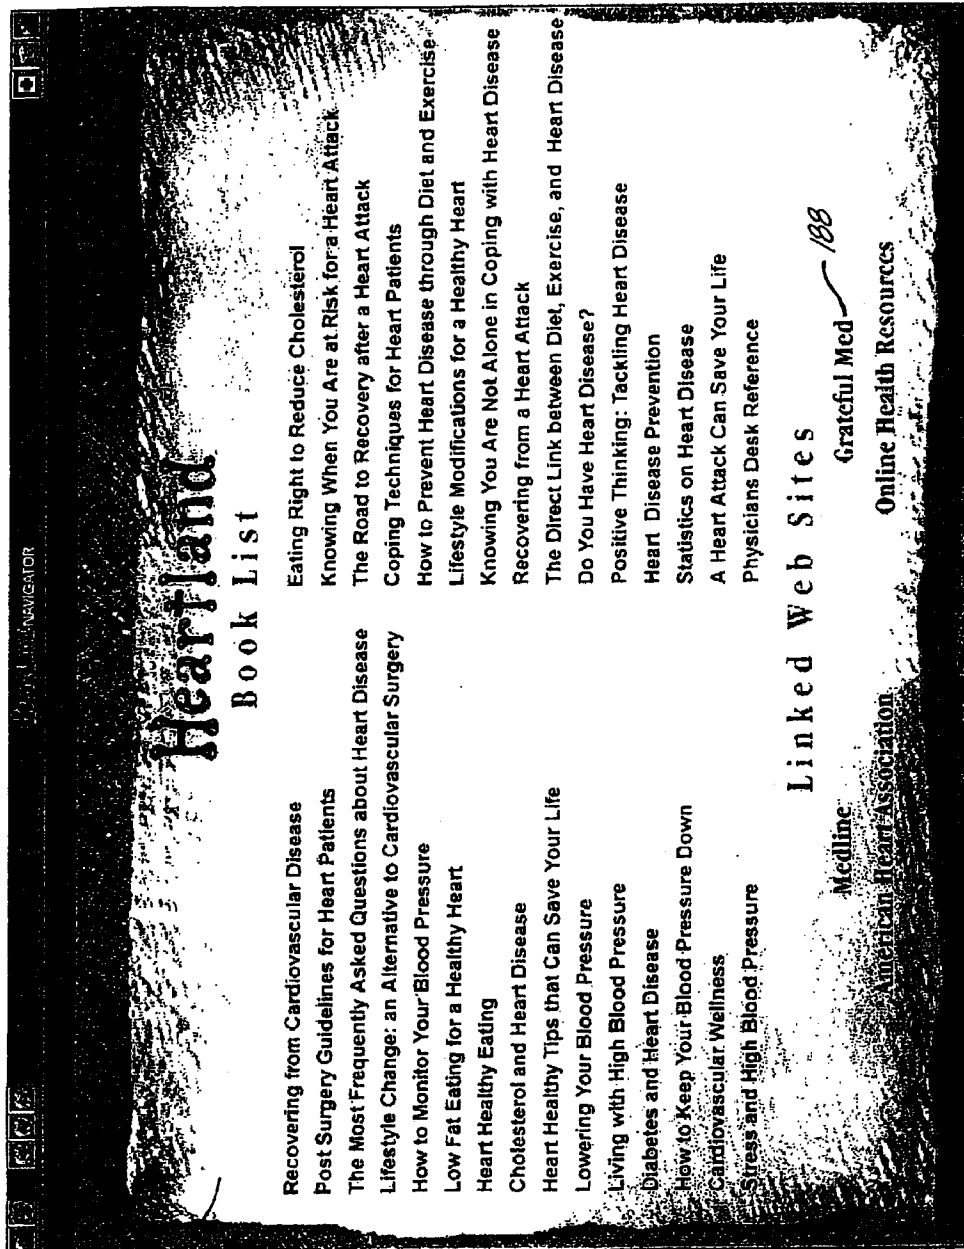 NAVIGATOR
Heartland
Book List
Recovering from Cardiovascular Disease
Post Surgery Guidelines for Heart Patients
The Most Frequently Asked Questions about Heart Disease
Lifestyle Change: an Alternative to Cardiovascular Surgery
How to Monitor Your Blood Pressure
Low Fat Eating for a Healthy Heart
Heart Healthy Eating
Cholesterol and Heart Disease
Heart Healthy Tips that Can Save Your Life
Lowering Your Blood Pressure
Living with High Blood Pressure
Diabetes and Heart Disease
How to Keep Your Blood Pressure Down
Cardiovascular Wellness
Stress and High Blood Pressure
Eating Right to Reduce Cholesterol
Knowing When You Are at Risk for a Heart Attack
The Road to Recovery after a Heart Attack
Coping Techniques for Heart Patients
How to Prevent Heart Disease through Diet and Exercise
Lifestyle Modifications for a Healthy Heart
Knowing You Are Not Alone in Coping with Heart Disease
Recovering from a Heart Attack
The Direct Link between Diet, Exercise, and Heart Disease
Do You Have Heart Disease?
Positive Thinking: Tackling Heart Disease
Heart Disease Prevention
Statistics on Heart Disease
A Heart Attack Can Save Your Life
Physicians Desk Reference
Linked Web Sites
Medline Grateful Med 188
American Heart Association Online Health Resources